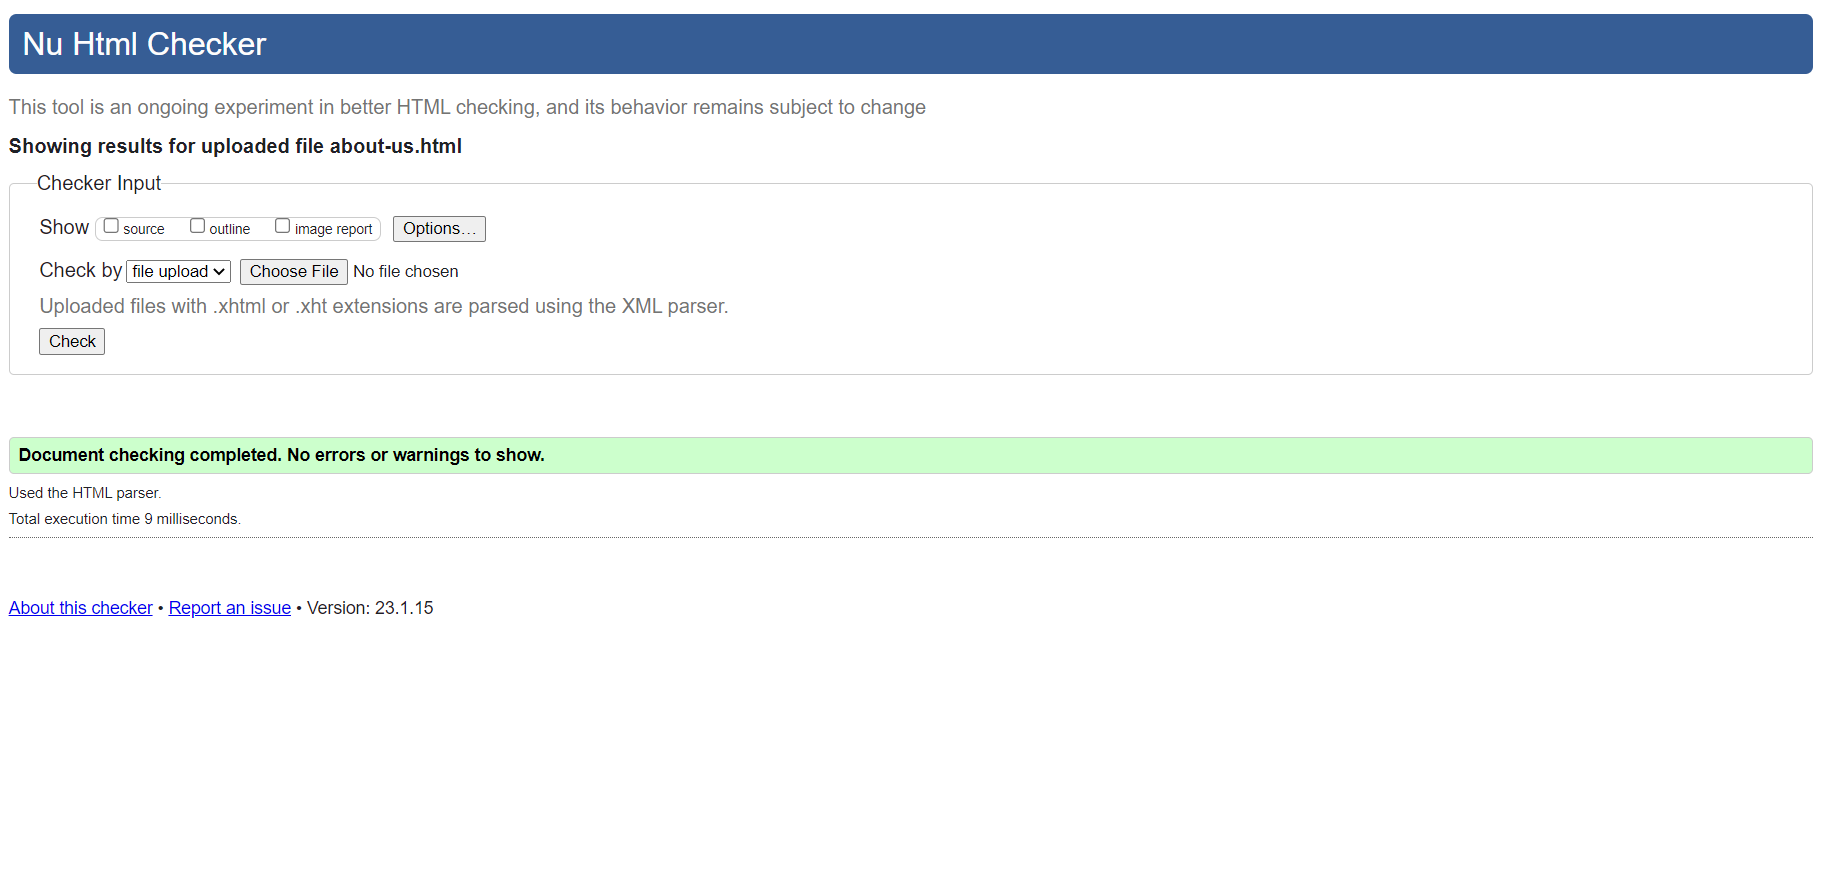 Nu Html Checker
This tool is an ongoing experiment in better HTML checking, and its behavior remains subject to change
Showing results for uploaded file about-us.html
Checker Input
Show source outline image report Options…
Check by file upload Choose File No file chosen
Uploaded files with .xhtml or .xht extensions are parsed using the XML parser.
Check
Document checking completed. No errors or warnings to show.
Used the HTML parser.
Total execution time 9 milliseconds.
About this checker • Report an issue • Version: 23.1.15